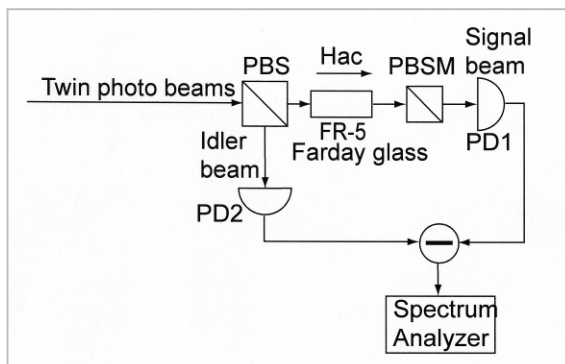 Twin photo beams
PBS
Hac
PBSM
Signal
beam
FR-5
Farday glass
PD1
Idler
beam
PD2
Spectrum
Analyzer